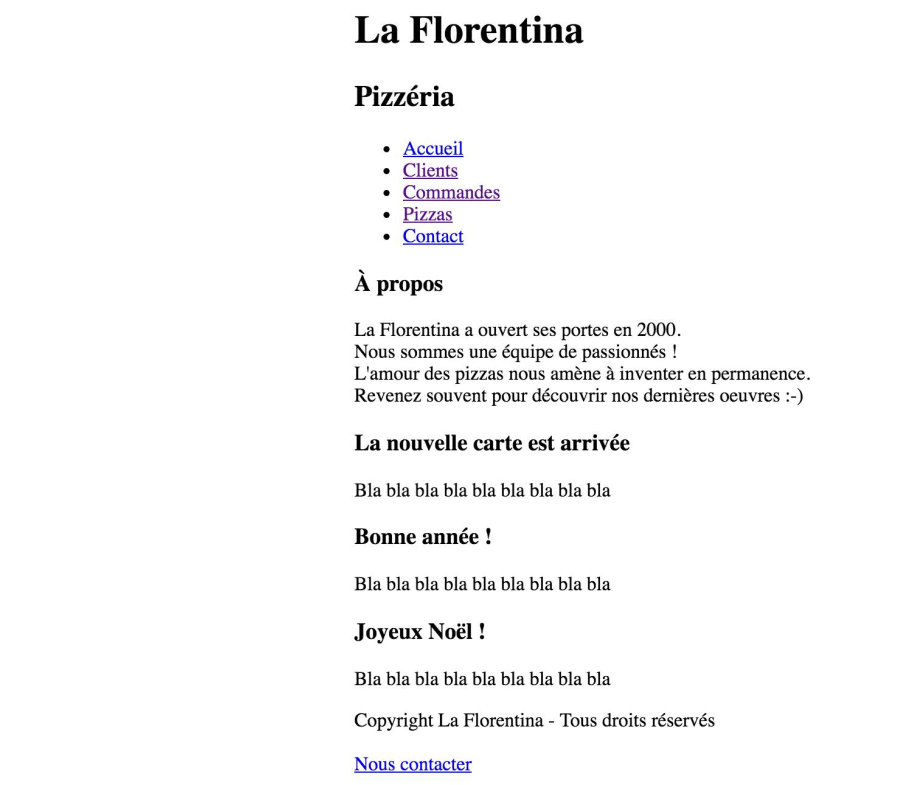 La Florentina
Pizzéria
Accueil
Clients
Commandes
Pizzas
Contact
À propos
La Florentina a ouvert ses portes en 2000.
Nous sommes une équipe de passionnés !
L'amour des pizzas nous amène à inventer en permanence.
Revenez souvent pour découvrir nos dernières oeuvres :-)
La nouvelle carte est arrivée
Bla bla bla bla bla bla bla bla bla
Bonne année !
Bla bla bla bla bla bla bla bla bla
Joyeux Noël !
Bla bla bla bla bla bla bla bla bla
Copyright La Florentina - Tous droits réservés
Nous contacter